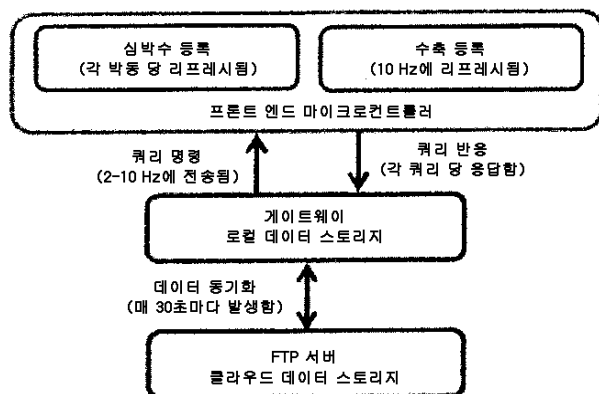 심박수 등록
(각 박동 당 리프레시됨)
수축 등록
(10 Hz에 리프레시됨)
프론트 엔드 마이크로컨트롤러
쿼리 명령
(2-10 Hz에 전송됨)
쿼리 반응
(각 쿼리 당 응답함)
게이트웨이
로컬 데이터 스토리지
데이터 동기화
(매 30초마다 발생함)
FTP 서버
클라우드 데이터 스토리지